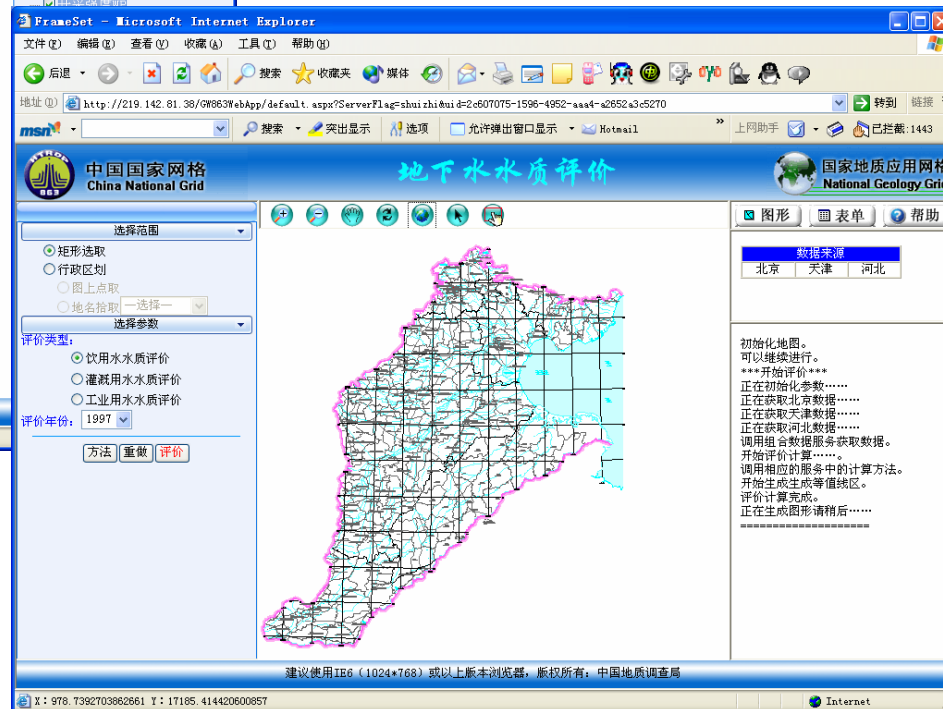 FrameSet - Microsoft Internet Explorer
文件(F) 编辑(E) 查看(V) 收藏(A) 工具(T) 帮助(H)
后退 搜索 收藏夹 媒体
地址(D) http://219.142.81.38/GW863WebApp/default.aspx?ServerFlag=shuizhi&uid=2c607075-1596-4952-aaa4-a2652a3c5270 转到 链接
msn 搜索 突出显示 选项 允许弹出窗口显示 Hotmail » 上网助手 已拦截:1443
中国国家网格
China National Grid
863
地下水水质评价
国家地质应用网格
National Geology Gri
选择范围
矩形选取
行政区划
图上点取
地名拾取 —选择—
选择参数
评价类型:
饮用水水质评价
灌溉用水水质评价
工业用水水质评价
评价年份: 1997
方法 重做 评价
图形 表单 帮助
数据来源
北京 天津 河北
初始化地图。
可以继续进行。
***开始评价***
正在初始化参数……
正在获取北京数据……
正在获取天津数据……
正在获取河北数据……
调用组合数据服务获取数据。
开始评价计算……。
调用相应的服务中的计算方法。
开始生成生成等值线区。
评价计算完成。
正在生成图形请稍后……
====================
建议使用IE6(1024*768)或以上版本浏览器，版权所有：中国地质调查局
X：978.7392703862661 Y：17185.414420600857 Internet